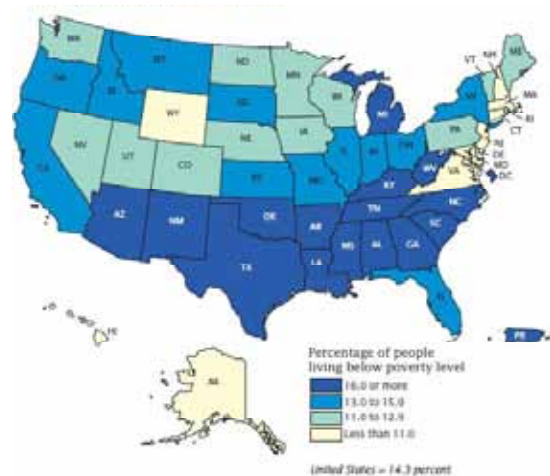 WA
MT
ND
MN
VT
NH
ME
OR
ID
SD
WI
MI
NY
MA
RI
CT
WY
NE
IA
PA
NJ
DE
MD
DC
NV
UT
CO
IL
IN
OH
WV
VA
CA
KS
MO
KY
AZ
NM
OK
AR
TN
NC
SC
TX
LA
MS
AL
GA
FL
PR
HI
AK
Percentage of people
living below poverty level
16.0 or more
13.0 to 15.9
11.0 to 12.9
Less than 11.0
United States = 14.3 percent